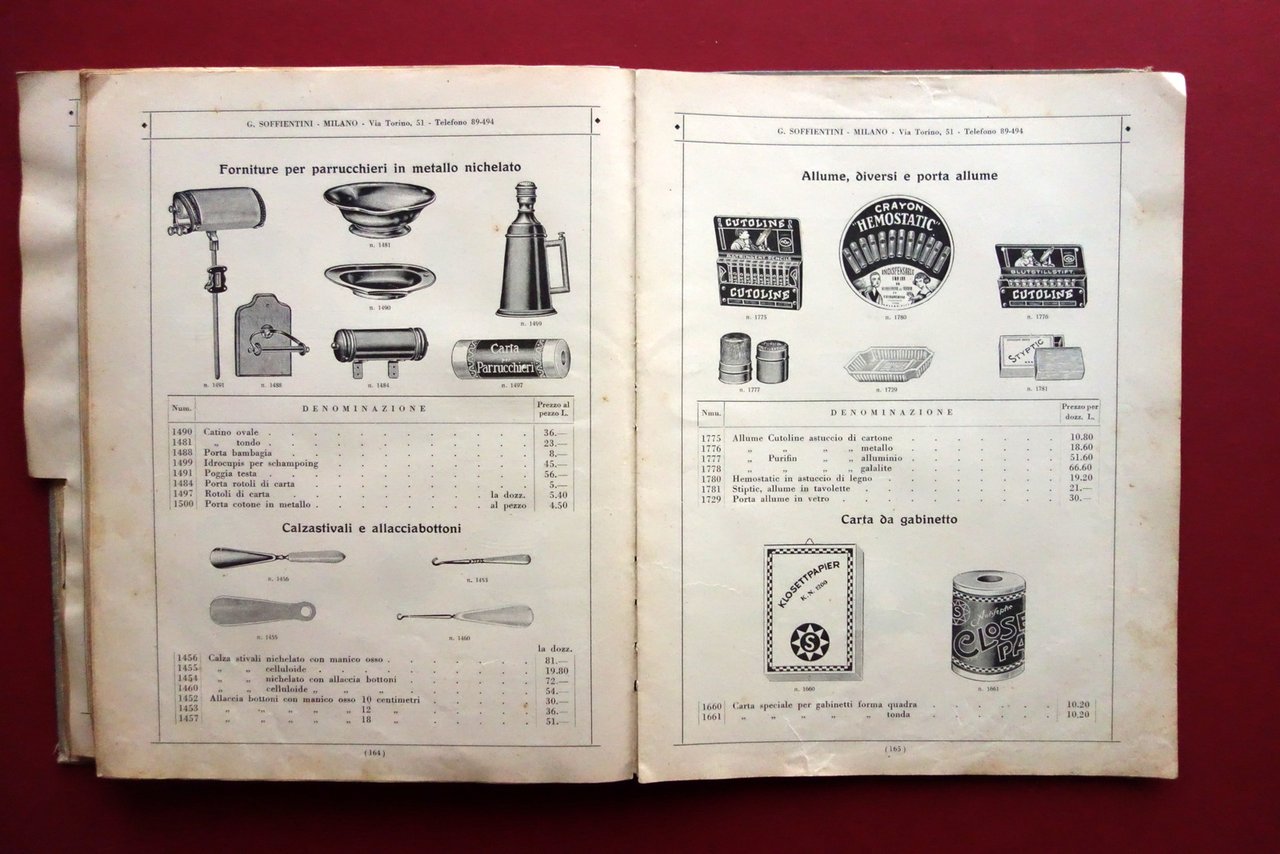 G. SOFFIENTINI - MILANO - Via Torino, 51 - Telefono 89-494
Forniture per parrucchieri in metallo nichelato
n. 1481
n. 1490
n. 1499
Carta
Parrucchieri
n. 1491
n. 1488
n. 1484
n. 1497
Num. DENOMINAZIONE Prezzo al pezzo L.
1490 Catino ovale . . . 36.—
1481 „ tondo . . . 23.—
1488 Porta bambagia . . . 8.—
1499 Idrocupis per schampoing . . . 45.—
1491 Poggia testa . . . 56.—
1484 Porta rotoli di carta . . . 5.—
1497 Rotoli di carta . . . la dozz. 5.40
1500 Porta cotone in metallo . . . al pezzo 4.50
Calzastivali e allacciabottoni
n. 1456
n. 1453
n. 1455
n. 1460
la dozz.
1456 Calza stivali nichelato con manico osso . . . 81.—
1455 „ „ celluloide . . . 19.80
1454 „ „ nichelato con allaccia bottoni . . . 72.—
1460 „ „ celluloide „ „ „ . . . 54.—
1452 Allaccia bottoni con manico osso 10 centimetri . . . 30.—
1453 „ „ „ „ „ 12 „ . . . 36.—
1457 „ „ „ „ „ 18 „ . . . 51.—
(164)
G. SOFFIENTINI - MILANO - Via Torino, 51 - Telefono 89-494
Allume, diversi e porta allume
CUTOLINE
ASTRINGENT PENCILS
CUTOLINE
n. 1775
CRAYON
"HEMOSTATIC"
INDISPENSABLE
n. 1780
BLUTSTILLSTIFT
CUTOLINE
n. 1776
n. 1777
n. 1729
STYPTIC
n. 1781
Nmu. DENOMINAZIONE Prezzo per dozz. L.
1775 Allume Cutoline astuccio di cartone . . . 10.80
1776 „ „ „ „ metallo . . . 18.60
1777 „ Purifin „ „ alluminio . . . 51.60
1778 „ „ „ „ galalite . . . 66.60
1780 Hemostatic in astuccio di legno . . . 19.20
1781 Stiptic, allume in tavolette . . . 21.—
1729 Porta allume in vetro . . . 30.—
Carta da gabinetto
KLOSETTPAPIER
K. N. 1200
S
n. 1660
S
Antiseptic
CLOSE
PA
n. 1661
1660 Carta speciale per gabinetti forma quadra . . . 10.20
1661 „ „ „ „ „ tonda . . . 10.20
(165)